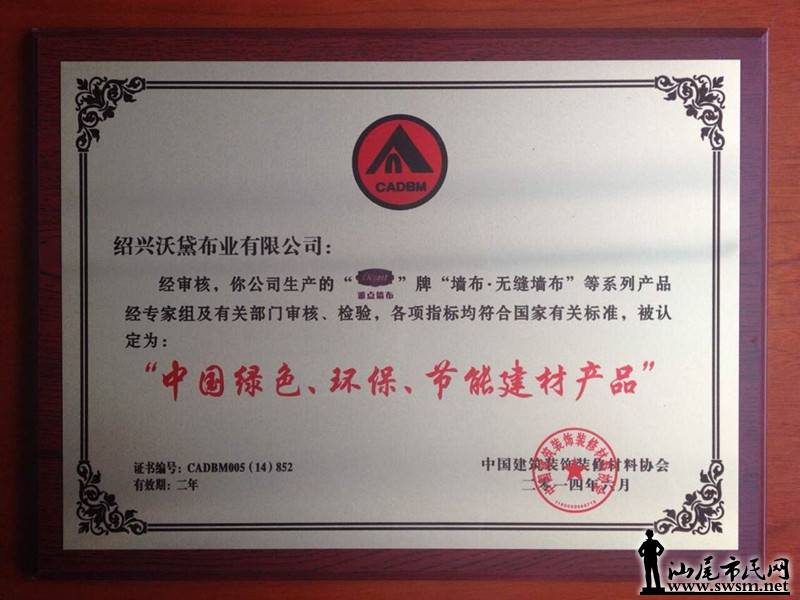 CADBM
绍兴沃黛布业有限公司：
经审核，你公司生产的“ ”牌“墙布·无缝墙布”等系列产品
墙布
经专家组及有关部门审核、检验，各项指标均符合国家有关标准，被认
定为：
“中国绿色、环保、节能建材产品”
证书编号：CADBM005（14）852
有效期：二年
中国建筑装饰装修材料协会
二零一四年六月
汕尾市民网
www.swsm.net